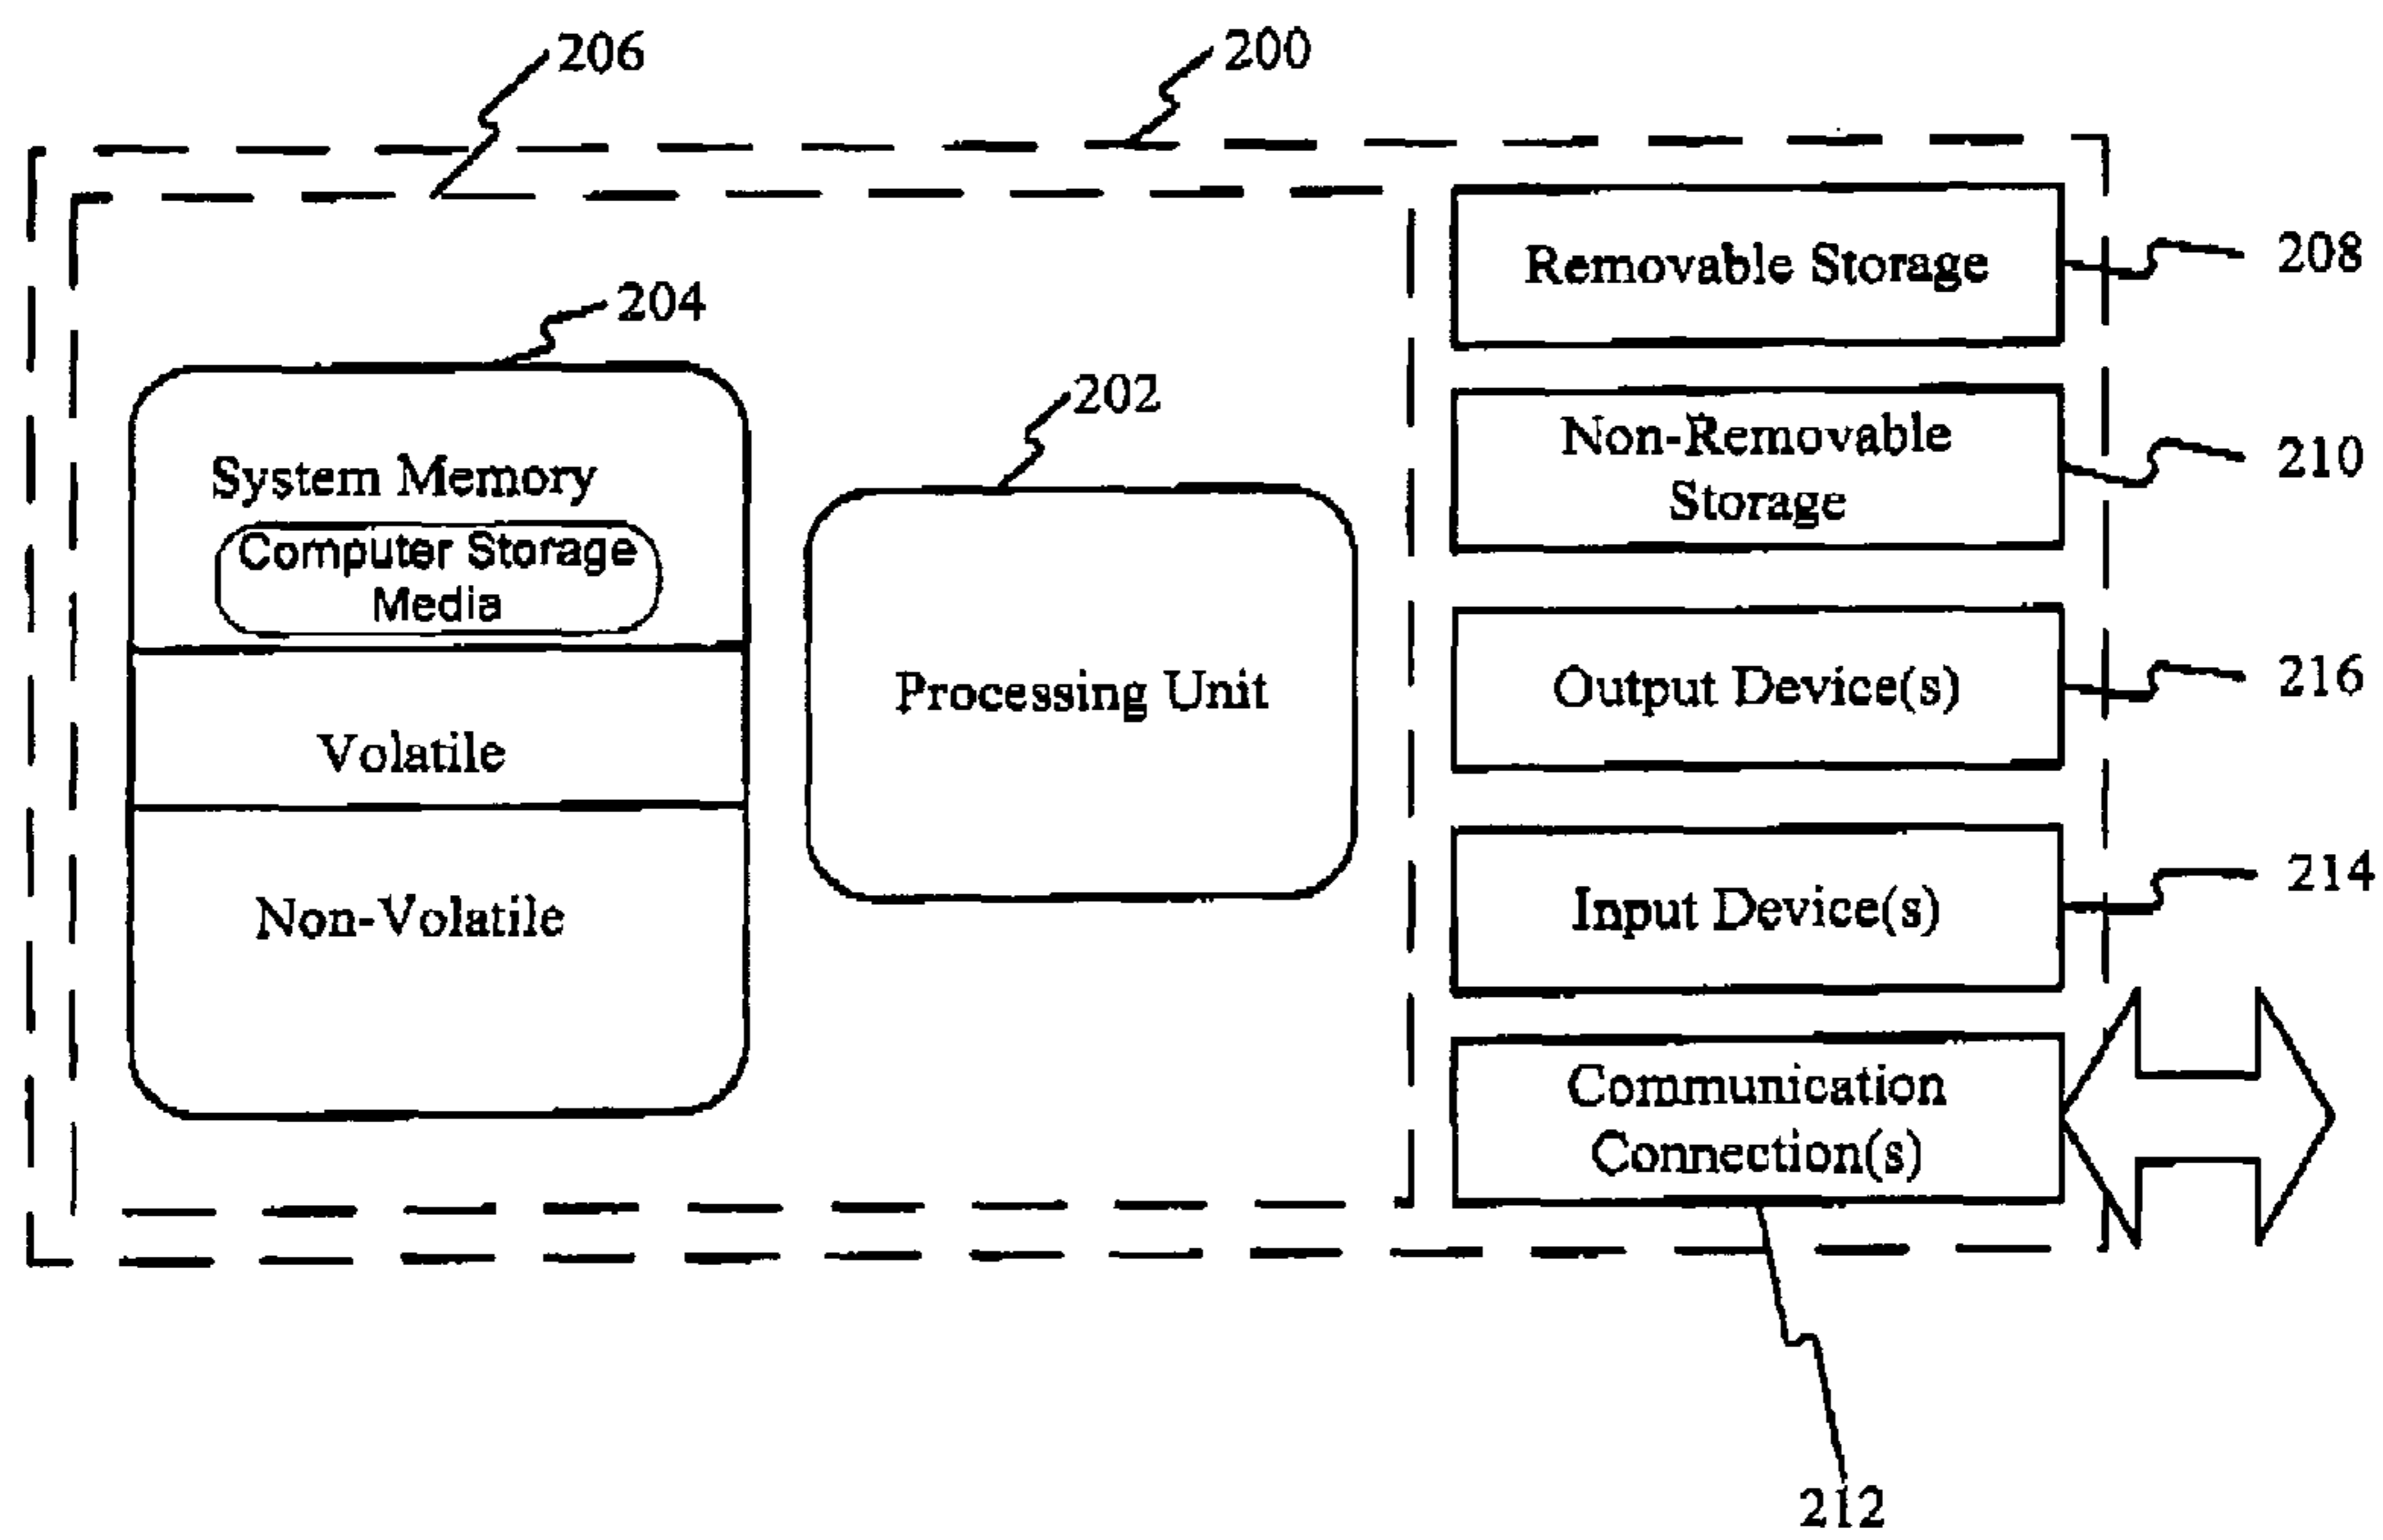 206
200
Removable Storage
208
204
202
Non-Removable
Storage
210
System Memory
Computer Storage
Media
Processing Unit
Output Device(s)
216
Volatile
Non-Volatile
Input Device(s)
214
Communication
Connection(s)
212